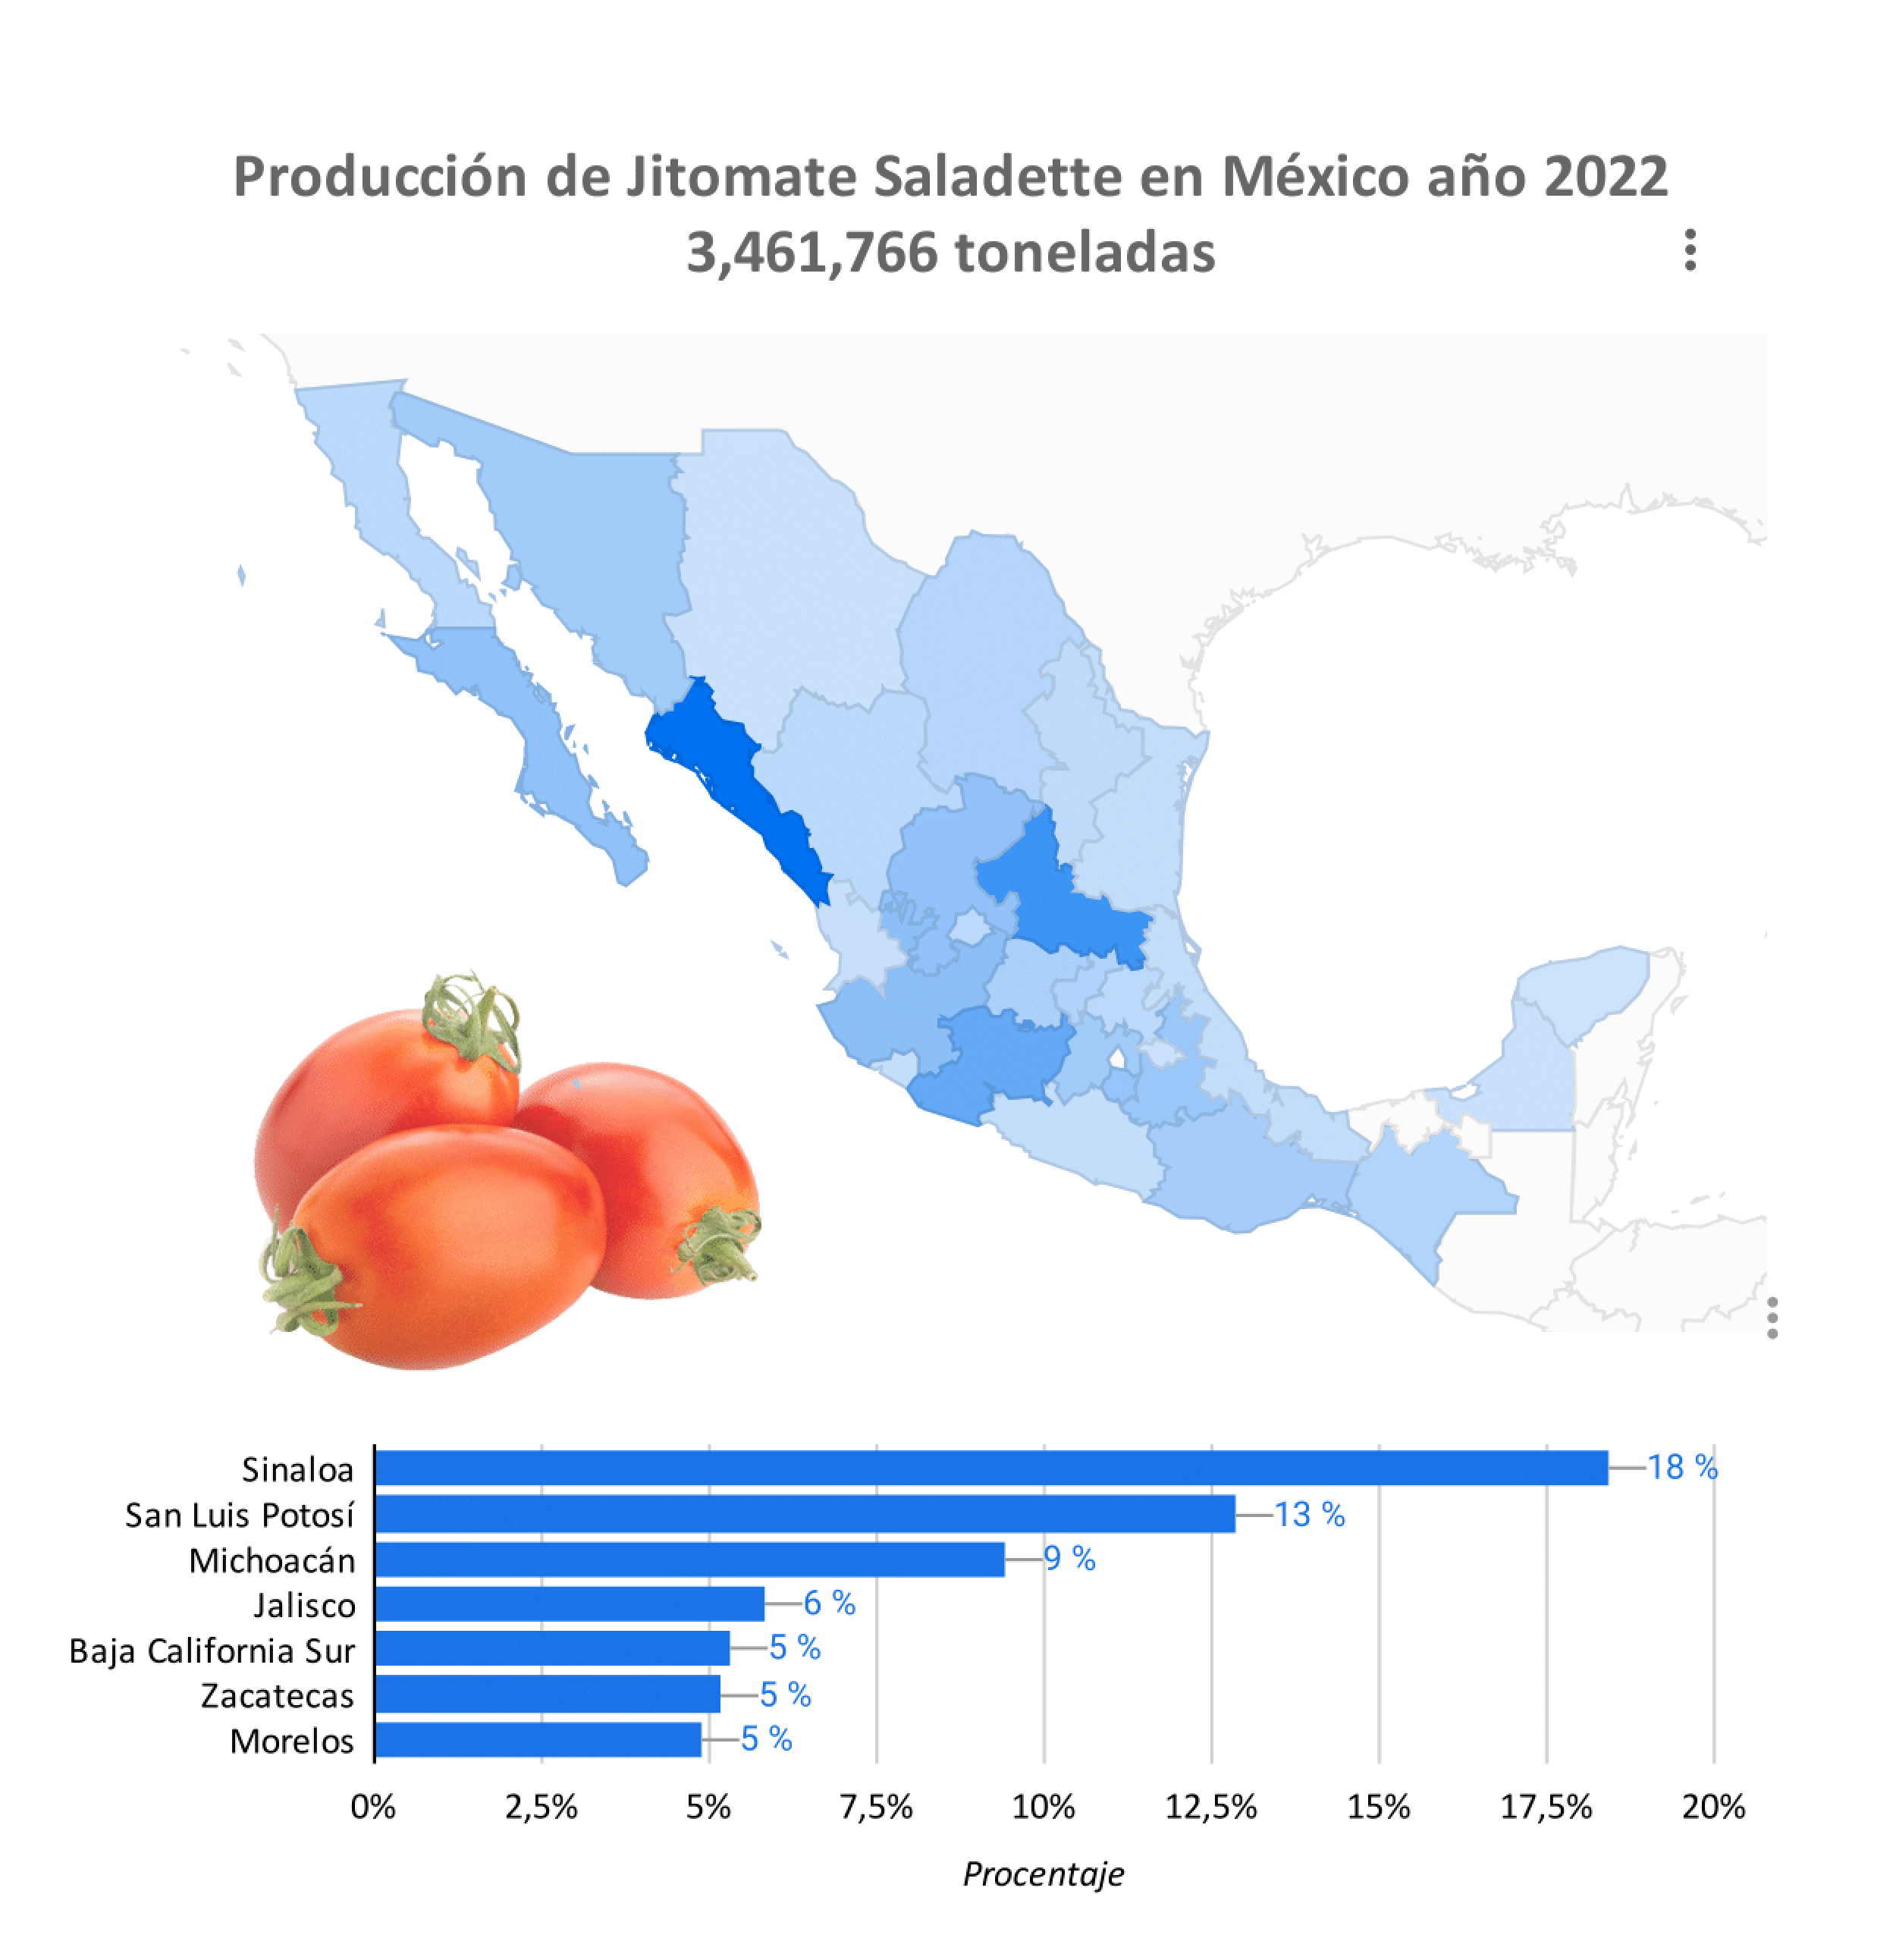 Producción de Jitomate Saladette en México año 2022
3,461,766 toneladas
Sinaloa 18 %
San Luis Potosí 13 %
Michoacán 9 %
Jalisco 6 %
Baja California Sur 5 %
Zacatecas 5 %
Morelos 5 %
0% 2,5% 5% 7,5% 10% 12,5% 15% 17,5% 20%
Procentaje